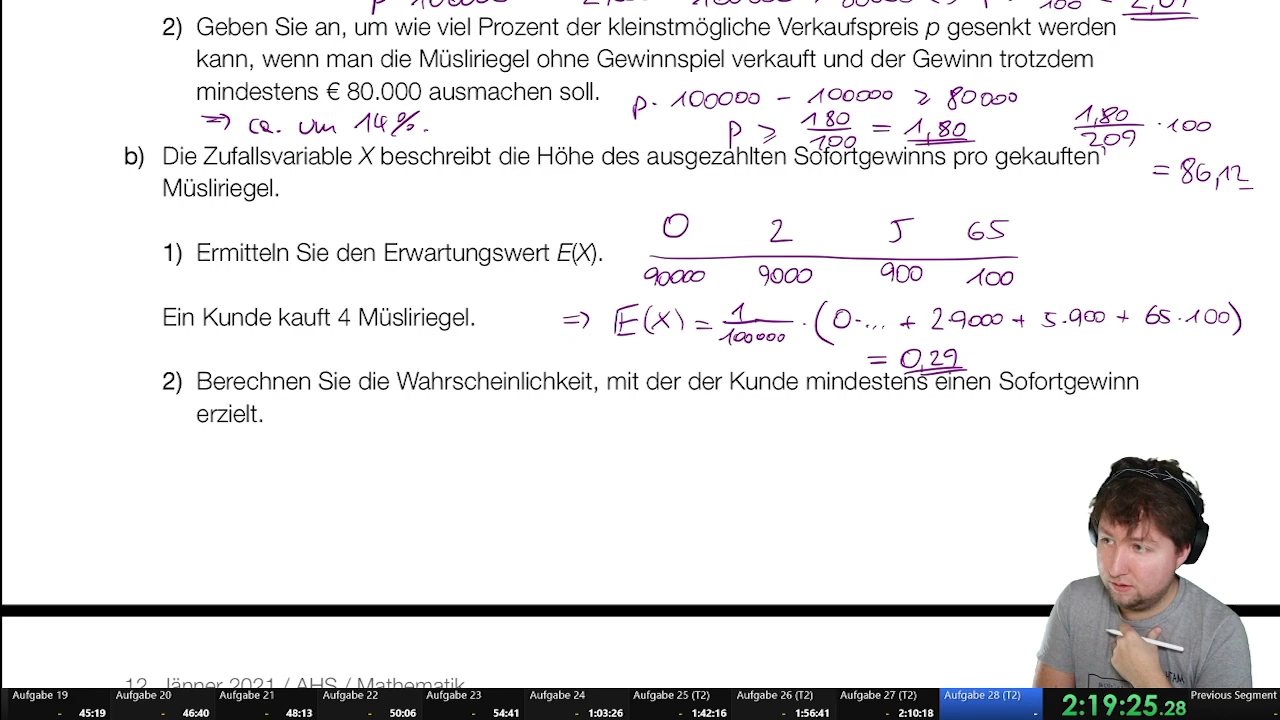 2) Geben Sie an, um wie viel Prozent der kleinstmögliche Verkaufspreis p gesenkt werden
kann, wenn man die Müsliriegel ohne Gewinnspiel verkauft und der Gewinn trotzdem
mindestens € 80.000 ausmachen soll.
p · 100000 - 100000 ≥ 80000
⇒ ca. um 14%.
p ≥ 180/100 = 1,80
1,80/209 · 100
= 86,12
b) Die Zufallsvariable X beschreibt die Höhe des ausgezahlten Sofortgewinns pro gekauften
Müsliriegel.
0 2 5 65
1) Ermitteln Sie den Erwartungswert E(X).
90000 9000 900 100
Ein Kunde kauft 4 Müsliriegel.
⇒ E(X) = 1/100000 · (0·... + 2·9000 + 5·900 + 65·100)
= 0,29
2) Berechnen Sie die Wahrscheinlichkeit, mit der der Kunde mindestens einen Sofortgewinn
erzielt.
12 Jänner 2021 / AHS / Mathematik
Aufgabe 19 Aufgabe 20 Aufgabe 21 Aufgabe 22 Aufgabe 23 Aufgabe 24 Aufgabe 25 (T2) Aufgabe 26 (T2) Aufgabe 27 (T2) Aufgabe 28 (T2) 2:19:25.28 Previous Segment
- 45:19 - 46:40 - 48:13 - 50:06 - 54:41 - 1:03:26 - 1:42:16 - 1:56:41 - 2:10:18 - -